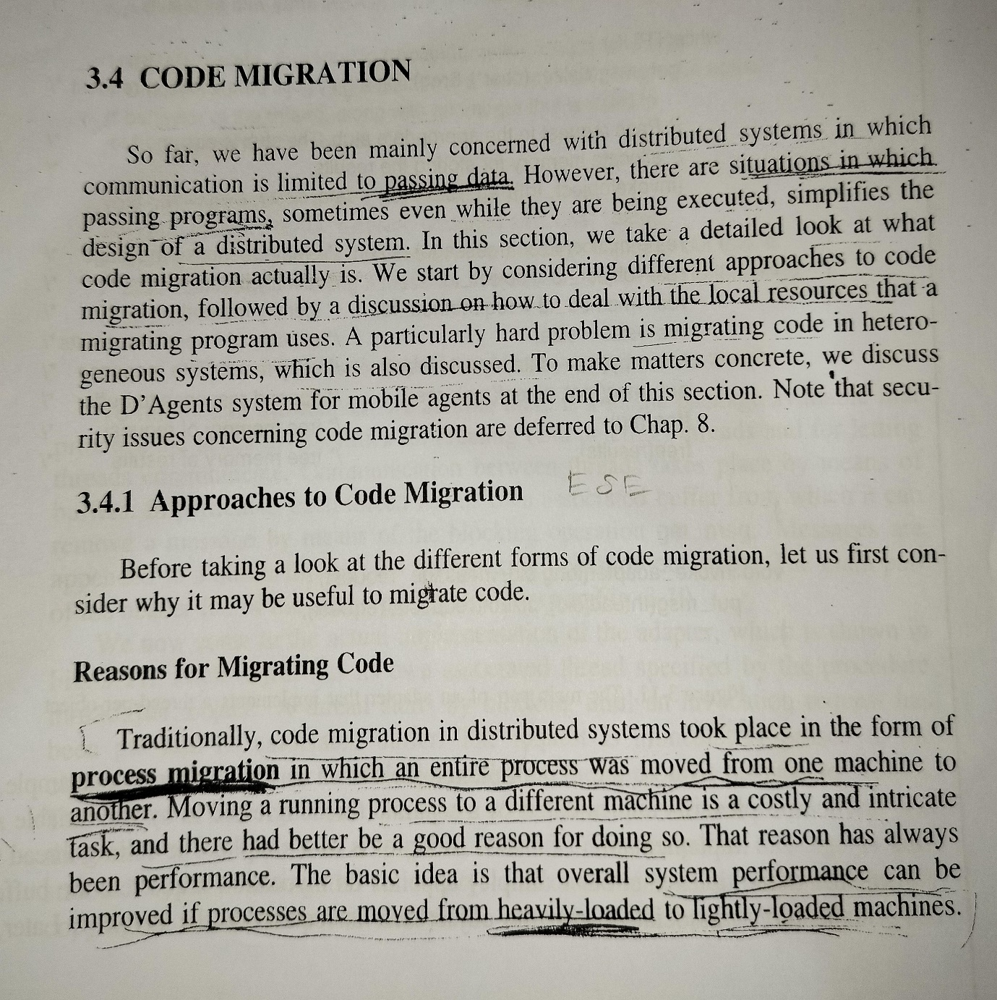 3.4 CODE MIGRATION
So far, we have been mainly concerned with distributed systems in which
communication is limited to passing data. However, there are situations in which
passing programs, sometimes even while they are being executed, simplifies the
design of a distributed system. In this section, we take a detailed look at what
code migration actually is. We start by considering different approaches to code
migration, followed by a discussion on how to deal with the local resources that a
migrating program uses. A particularly hard problem is migrating code in hetero-
geneous systems, which is also discussed. To make matters concrete, we discuss
the D'Agents system for mobile agents at the end of this section. Note that secu-
rity issues concerning code migration are deferred to Chap. 8.
3.4.1 Approaches to Code Migration ESE
Before taking a look at the different forms of code migration, let us first con-
sider why it may be useful to migrate code.
Reasons for Migrating Code
Traditionally, code migration in distributed systems took place in the form of
process migration in which an entire process was moved from one machine to
another. Moving a running process to a different machine is a costly and intricate
task, and there had better be a good reason for doing so. That reason has always
been performance. The basic idea is that overall system performance can be
improved if processes are moved from heavily-loaded to lightly-loaded machines.